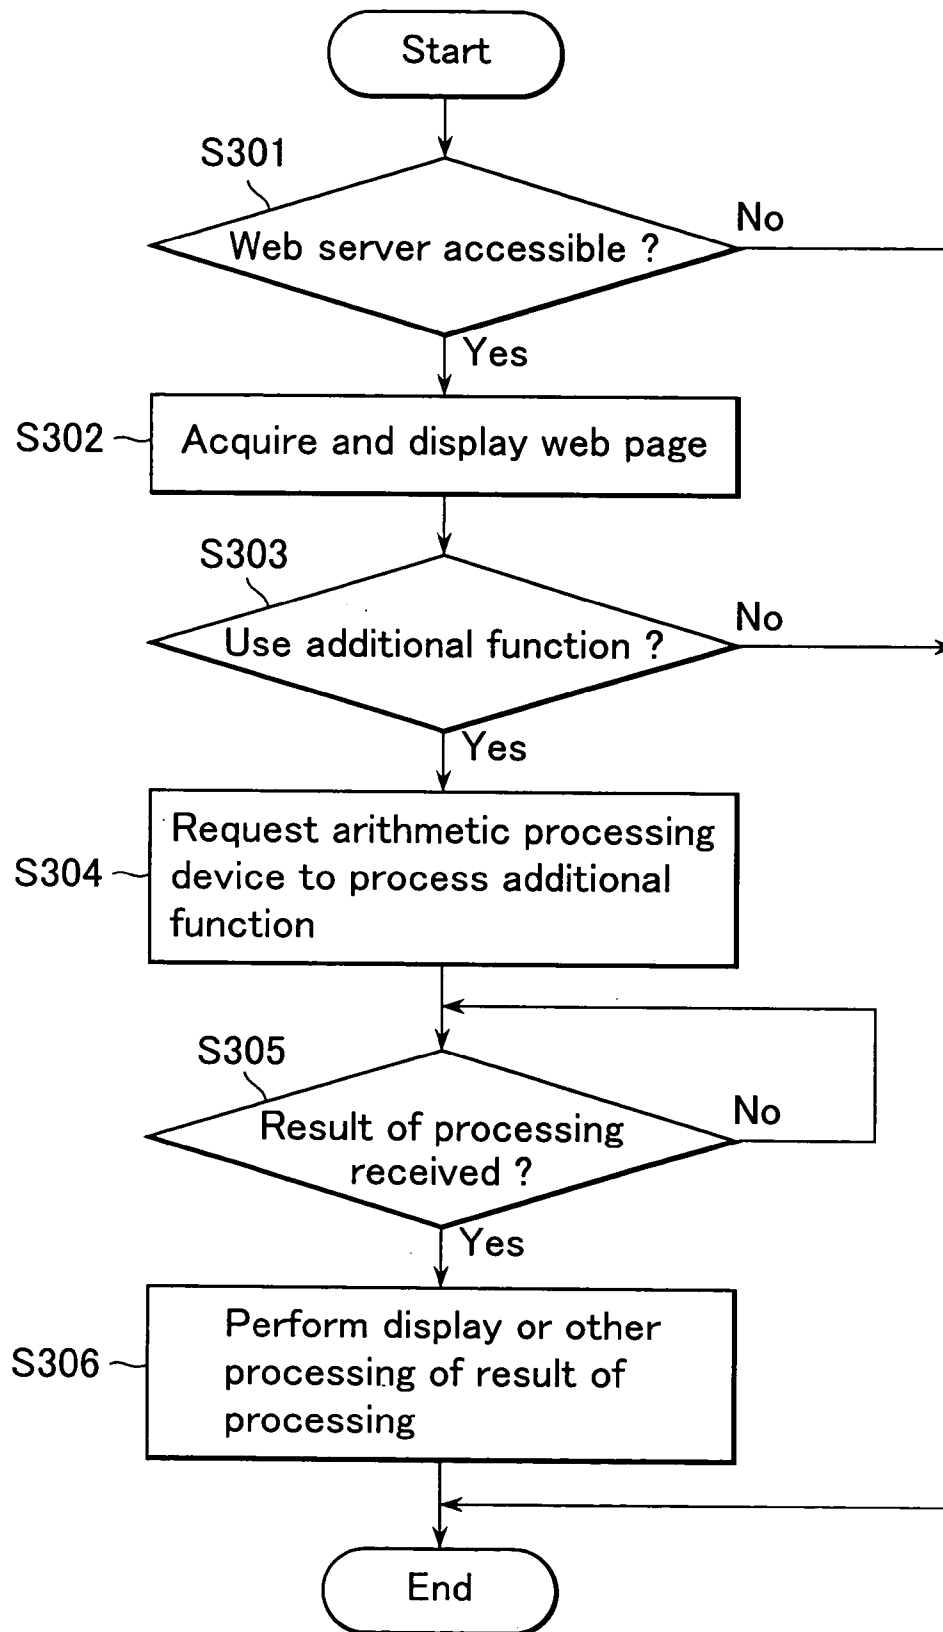 Start
S301
Web server accessible ?
No
Yes
S302
Acquire and display web page
S303
Use additional function ?
No
Yes
S304
Request arithmetic processing
device to process additional
function
S305
Result of processing
received ?
No
Yes
S306
Perform display or other
processing of result of
processing
End